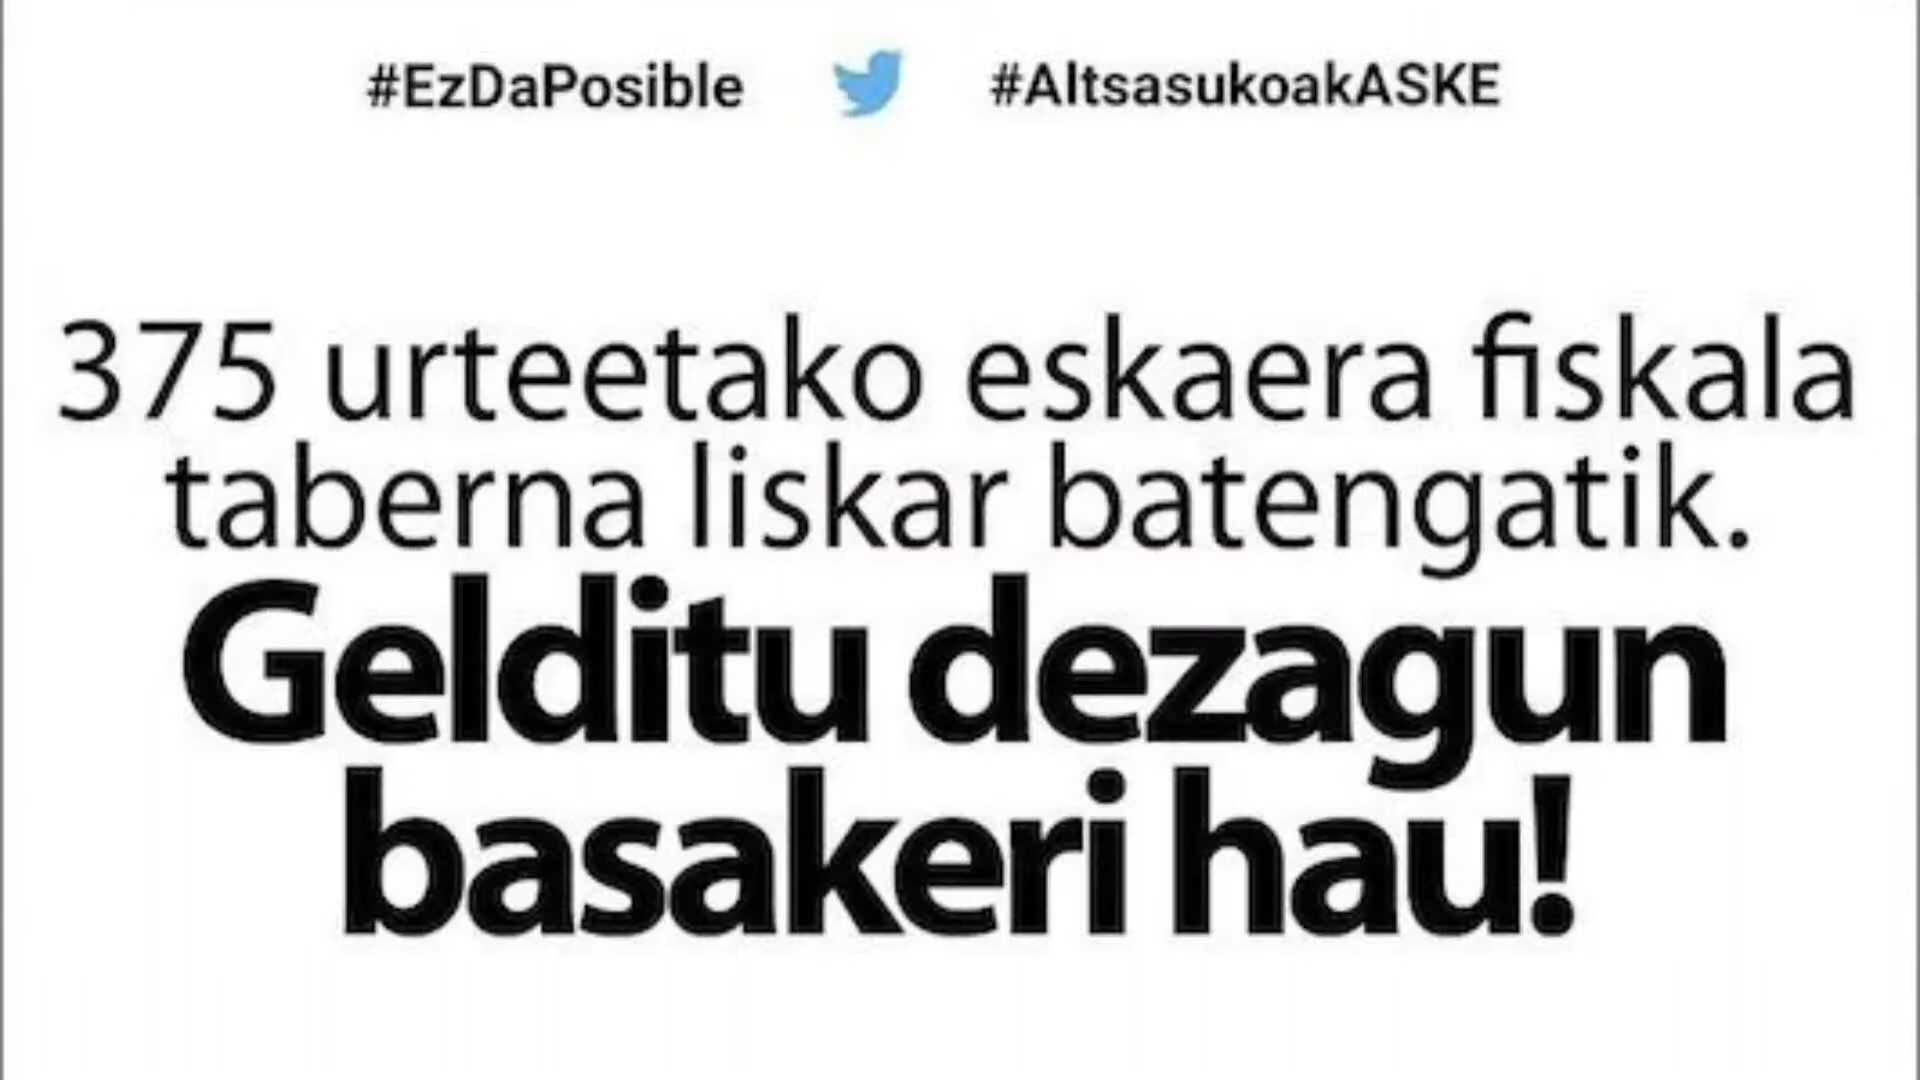 #EzDaPosible #AltsasukoakASKE
375 urteetako eskaera fiskala
taberna liskar batengatik.
Gelditu dezagun
basakeri hau!